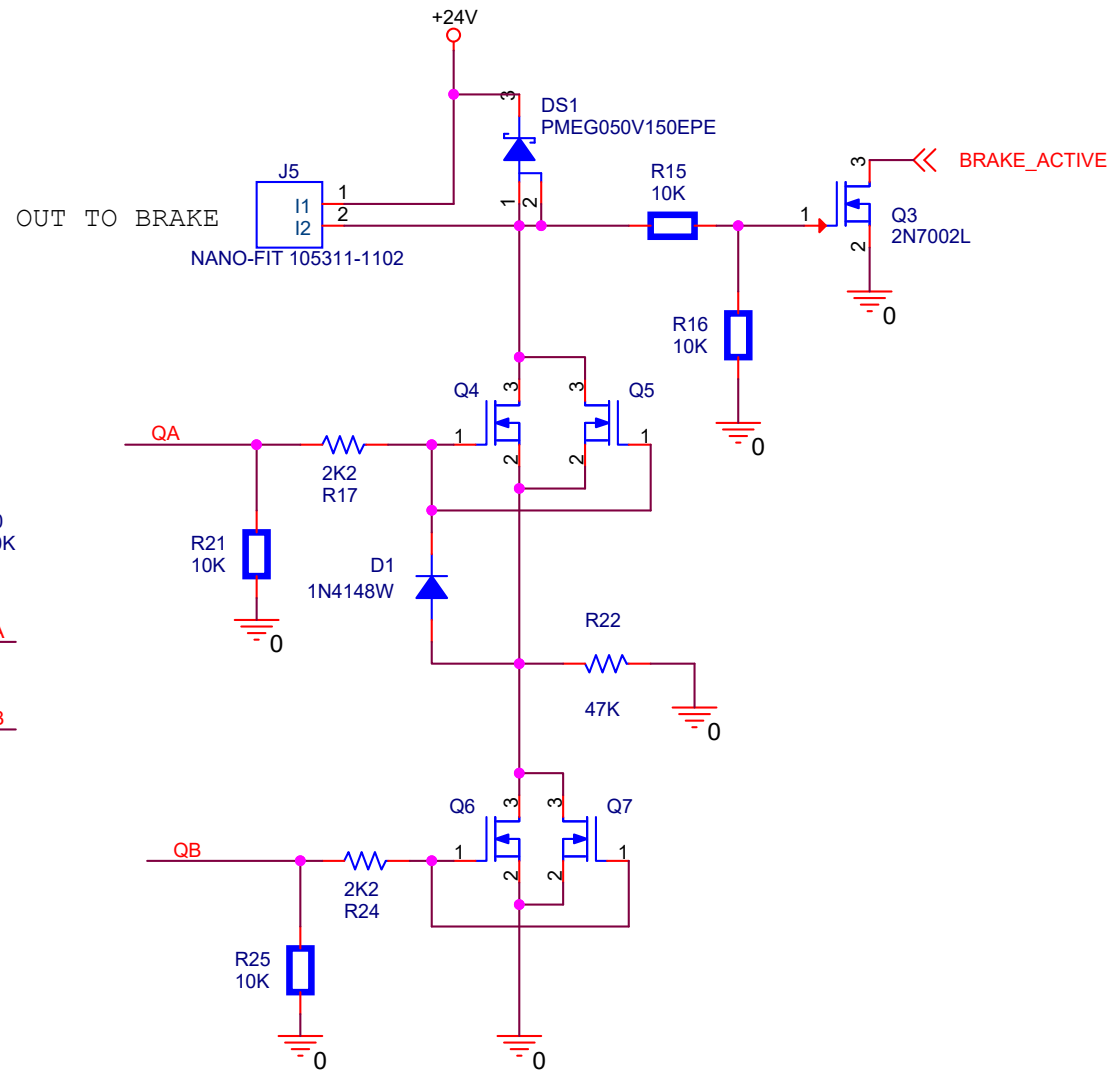 +24V
3
DS1
PMEG050V150EPE
1
2
J5
1
I1
2
I2
OUT TO BRAKE
NANO-FIT 105311-1102
R15
10K
3
BRAKE_ACTIVE
1
Q3
2N7002L
2
0
R16
10K
0
Q4
3
3
Q5
QA
1
1
2
2
2K2
R17
R21
10K
0
D1
1N4148W
R22
47K
0
Q6
3
3
Q7
QB
1
1
2
2
2K2
R24
R25
10K
0
0